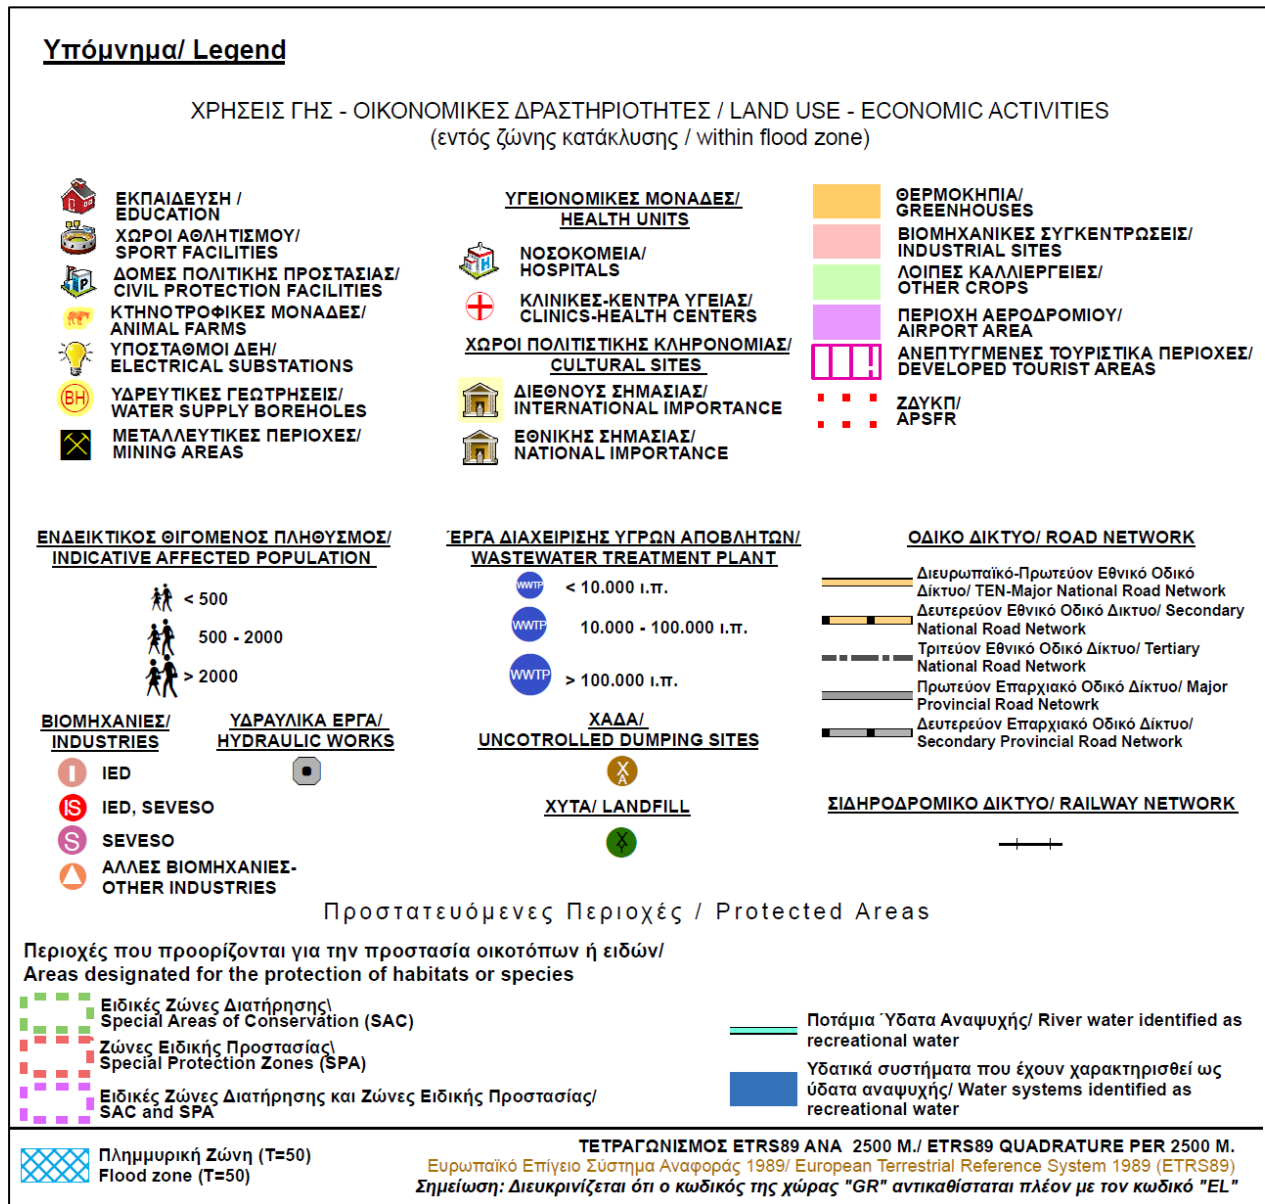 Υπόμνημα/ Legend
ΧΡΗΣΕΙΣ ΓΗΣ - ΟΙΚΟΝΟΜΙΚΕΣ ΔΡΑΣΤΗΡΙΟΤΗΤΕΣ / LAND USE - ECONOMIC ACTIVITIES
(εντός ζώνης κατάκλυσης / within flood zone)
ΕΚΠΑΙΔΕΥΣΗ /
EDUCATION
ΧΩΡΟΙ ΑΘΛΗΤΙΣΜΟΥ/
SPORT FACILITIES
ΔΟΜΕΣ ΠΟΛΙΤΙΚΗΣ ΠΡΟΣΤΑΣΙΑΣ/
CIVIL PROTECTION FACILITIES
ΚΤΗΝΟΤΡΟΦΙΚΕΣ ΜΟΝΑΔΕΣ/
ANIMAL FARMS
ΥΠΟΣΤΑΘΜΟΙ ΔΕΗ/
ELECTRICAL SUBSTATIONS
BH
ΥΔΡΕΥΤΙΚΕΣ ΓΕΩΤΡΗΣΕΙΣ/
WATER SUPPLY BOREHOLES
ΜΕΤΑΛΛΕΥΤΙΚΕΣ ΠΕΡΙΟΧΕΣ/
MINING AREAS
ΥΓΕΙΟΝΟΜΙΚΕΣ ΜΟΝΑΔΕΣ/
HEALTH UNITS
H
ΝΟΣΟΚΟΜΕΙΑ/
HOSPITALS
ΚΛΙΝΙΚΕΣ-ΚΕΝΤΡΑ ΥΓΕΙΑΣ/
CLINICS-HEALTH CENTERS
ΧΩΡΟΙ ΠΟΛΙΤΙΣΤΙΚΗΣ ΚΛΗΡΟΝΟΜΙΑΣ/
CULTURAL SITES
ΔΙΕΘΝΟΥΣ ΣΗΜΑΣΙΑΣ/
INTERNATIONAL IMPORTANCE
ΕΘΝΙΚΗΣ ΣΗΜΑΣΙΑΣ/
NATIONAL IMPORTANCE
ΘΕΡΜΟΚΗΠΙΑ/
GREENHOUSES
ΒΙΟΜΗΧΑΝΙΚΕΣ ΣΥΓΚΕΝΤΡΩΣΕΙΣ/
INDUSTRIAL SITES
ΛΟΙΠΕΣ ΚΑΛΛΙΕΡΓΕΙΕΣ/
OTHER CROPS
ΠΕΡΙΟΧΗ ΑΕΡΟΔΡΟΜΙΟΥ/
AIRPORT AREA
ΑΝΕΠΤΥΓΜΕΝΕΣ ΤΟΥΡΙΣΤΙΚΑ ΠΕΡΙΟΧΕΣ/
DEVELOPED TOURIST AREAS
ΖΔΥΚΠ/
APSFR
ΕΝΔΕΙΚΤΙΚΟΣ ΘΙΓΟΜΕΝΟΣ ΠΛΗΘΥΣΜΟΣ/
INDICATIVE AFFECTED POPULATION
< 500
500 - 2000
> 2000
ΈΡΓΑ ΔΙΑΧΕΙΡΙΣΗΣ ΥΓΡΩΝ ΑΠΟΒΛΗΤΩΝ/
WASTEWATER TREATMENT PLANT
WWTP < 10.000 ι.π.
WWTP 10.000 - 100.000 ι.π.
WWTP > 100.000 ι.π.
ΟΔΙΚΟ ΔΙΚΤΥΟ/ ROAD NETWORK
Διευρωπαϊκό-Πρωτεύον Εθνικό Οδικό
Δίκτυο/ TEN-Major National Road Network
Δευτερεύον Εθνικό Οδικό Δικτυο/ Secondary
National Road Network
Τριτεύον Εθνικό Οδικό Δίκτυο/ Tertiary
National Road Network
Πρωτεύον Επαρχιακό Οδικό Δίκτυο/ Major
Provincial Road Netowrk
Δευτερεύον Επαρχιακό Οδικό Δίκτυο/
Secondary Provincial Road Network
ΒΙΟΜΗΧΑΝΙΕΣ/
INDUSTRIES
I IED
IS IED, SEVESO
S SEVESO
ΑΛΛΕΣ ΒΙΟΜΗΧΑΝΙΕΣ-
OTHER INDUSTRIES
ΥΔΡΑΥΛΙΚΑ ΕΡΓΑ/
HYDRAULIC WORKS
ΧΑΔΑ/
UNCOTROLLED DUMPING SITES
ΧΑ
ΧΥΤΑ/ LANDFILL
ΣΙΔΗΡΟΔΡΟΜΙΚΟ ΔΙΚΤΥΟ/ RAILWAY NETWORK
Προστατευόμενες Περιοχές / Protected Areas
Περιοχές που προορίζονται για την προστασία οικοτόπων ή ειδών/
Areas designated for the protection of habitats or species
Ειδικές Ζώνες Διατήρησης\
Special Areas of Conservation (SAC)
Ζώνες Ειδικής Προστασίας\
Special Protection Zones (SPA)
Ειδικές Ζώνες Διατήρησης και Ζώνες Ειδικής Προστασίας/
SAC and SPA
Ποτάμια Ύδατα Αναψυχής/ River water identified as
recreational water
Υδατικά συστήματα που έχουν χαρακτηρισθεί ως
ύδατα αναψυχής/ Water systems identified as
recreational water
Πλημμυρική Ζώνη (T=50)
Flood zone (T=50)
ΤΕΤΡΑΓΩΝΙΣΜΟΣ ETRS89 ΑΝΑ 2500 Μ./ ETRS89 QUADRATURE PER 2500 M.
Ευρωπαϊκό Επίγειο Σύστημα Αναφοράς 1989/ European Terrestrial Reference System 1989 (ETRS89)
Σημείωση: Διευκρινίζεται ότι ο κωδικός της χώρας "GR" αντικαθίσταται πλέον με τον κωδικό "EL"